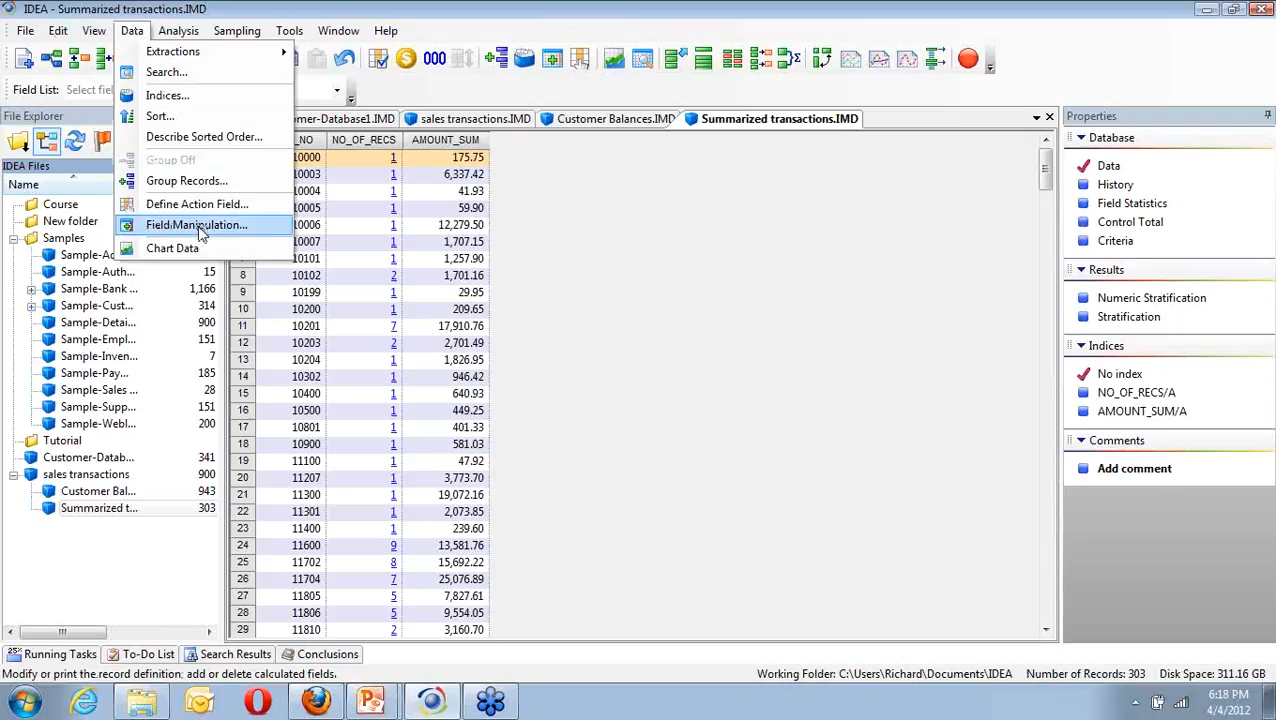 IDEA - Summarized transactions.IMD
File Edit View Data Analysis Sampling Tools Window Help
000
Field List: Select fiel
Extractions
Search...
Indices...
Sort...
Describe Sorted Order...
Group Off
Group Records...
Define Action Field...
Field Manipulation...
Chart Data
File Explorer
IDEA Files
Name
Course
New folder
Samples
Sample-Ac
Sample-Auth... 15
Sample-Bank ... 1,166
Sample-Cust... 314
Sample-Detai... 900
Sample-Empl... 151
Sample-Inven... 7
Sample-Pay... 185
Sample-Sales ... 28
Sample-Supp... 151
Sample-Webl... 200
Tutorial
Customer-Datab... 341
sales transactions 900
Customer Bal... 943
Summarized t... 303
omer-Database1.IMD sales transactions.IMD Customer Balances.IMD Summarized transactions.IMD
_NO NO_OF_RECS AMOUNT_SUM
10000 1 175.75
10003 1 6,337.42
10004 1 41.93
10005 1 59.90
10006 1 12,279.50
10007 1 1,707.15
10101 1 1,257.90
8 10102 2 1,701.16
9 10199 1 29.95
10 10200 1 209.65
11 10201 7 17,910.76
12 10203 2 2,701.49
13 10204 1 1,826.95
14 10302 1 946.42
15 10400 1 640.93
16 10500 1 449.25
17 10801 1 401.33
18 10900 1 581.03
19 11100 1 47.92
20 11207 1 3,773.70
21 11300 1 19,072.16
22 11301 1 2,073.85
23 11400 1 239.60
24 11600 9 13,581.76
25 11702 8 15,692.22
26 11704 7 25,076.89
27 11805 5 7,827.61
28 11806 5 9,554.05
29 11810 2 3,160.70
Properties
Database
Data
History
Field Statistics
Control Total
Criteria
Results
Numeric Stratification
Stratification
Indices
No index
NO_OF_RECS/A
AMOUNT_SUM/A
Comments
Add comment
Running Tasks To-Do List Search Results Conclusions
Modify or print the record definition; add or delete calculated fields. Working Folder: C:\Users\Richard\Documents\IDEA Number of Records: 303 Disk Space: 311.16 GB
6:18 PM
4/4/2012